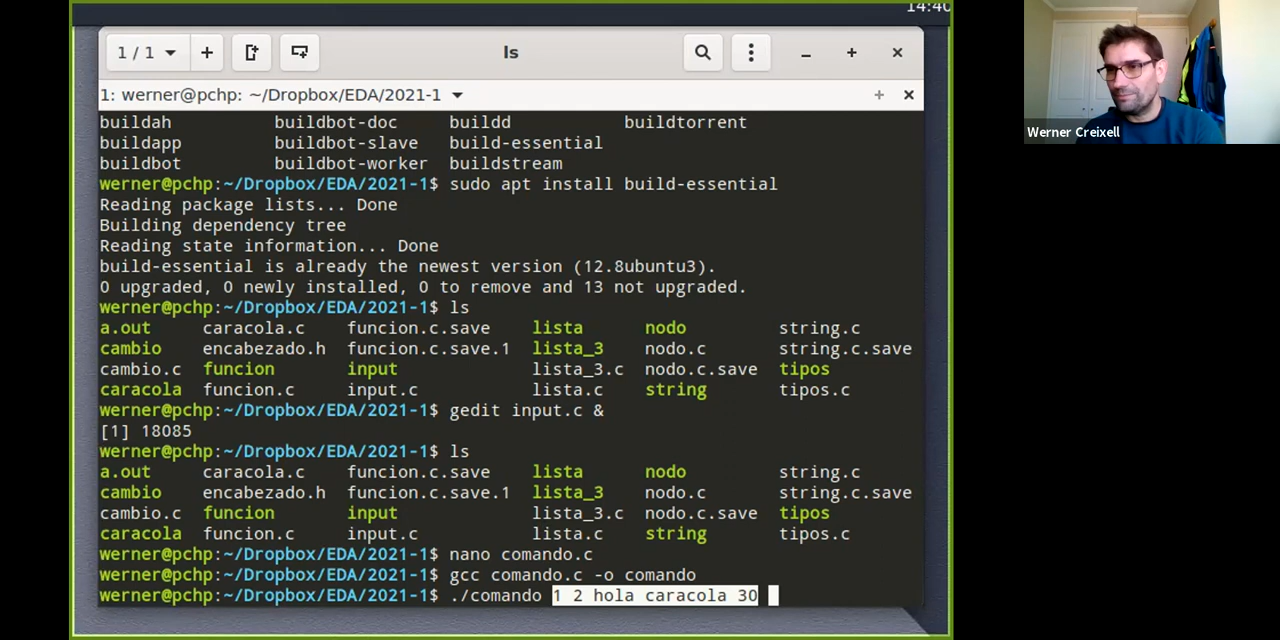 14:40
1 / 1
ls
1: werner@pchp: ~/Dropbox/EDA/2021-1
Werner Creixell
buildah buildbot-doc buildd buildtorrent
buildapp buildbot-slave build-essential
buildbot buildbot-worker buildstream
werner@pchp:~/Dropbox/EDA/2021-1$ sudo apt install build-essential
Reading package lists... Done
Building dependency tree
Reading state information... Done
build-essential is already the newest version (12.8ubuntu3).
0 upgraded, 0 newly installed, 0 to remove and 13 not upgraded.
werner@pchp:~/Dropbox/EDA/2021-1$ ls
a.out caracola.c funcion.c.save lista nodo string.c
cambio encabezado.h funcion.c.save.1 lista_3 nodo.c string.c.save
cambio.c funcion input lista_3.c nodo.c.save tipos
caracola funcion.c input.c lista.c string tipos.c
werner@pchp:~/Dropbox/EDA/2021-1$ gedit input.c &
[1] 18085
werner@pchp:~/Dropbox/EDA/2021-1$ ls
a.out caracola.c funcion.c.save lista nodo string.c
cambio encabezado.h funcion.c.save.1 lista_3 nodo.c string.c.save
cambio.c funcion input lista_3.c nodo.c.save tipos
caracola funcion.c input.c lista.c string tipos.c
werner@pchp:~/Dropbox/EDA/2021-1$ nano comando.c
werner@pchp:~/Dropbox/EDA/2021-1$ gcc comando.c -o comando
werner@pchp:~/Dropbox/EDA/2021-1$ ./comando 1 2 hola caracola 30